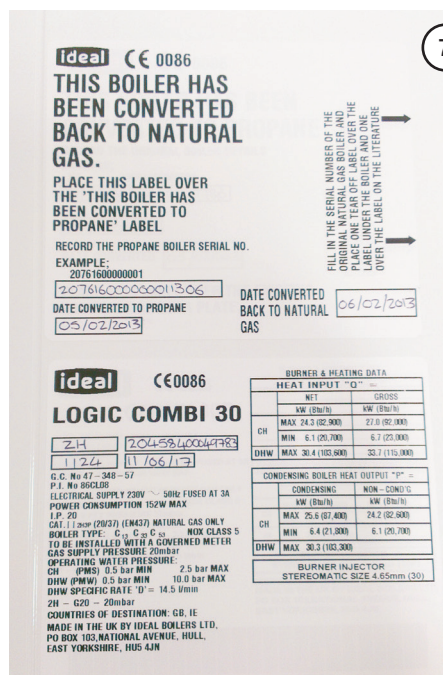 ideal CE 0086
THIS BOILER HAS
BEEN CONVERTED
BACK TO NATURAL
GAS.
PLACE THIS LABEL OVER
THE 'THIS BOILER HAS
BEEN CONVERTED TO
PROPANE' LABEL
RECORD THE PROPANE BOILER SERIAL NO.
EXAMPLE;
20761600000001
DATE CONVERTED TO PROPANE
05/02/2013
DATE CONVERTED
BACK TO NATURAL
GAS
06/02/2013
FILL IN THE SERIAL NUMBER OF THE
ORIGINAL NATURAL GAS BOILER AND
PLACE ONE TEAR OFF LABEL OVER THE
LABEL UNDER THE BOILER AND ONE
OVER THE LABEL ON THE LITERATURE
ideal CE0086
LOGIC COMBI 30
ZH 20458400049783
1124 11/06/17
G.C. No 47-348-57
P.I. No 86CL08
ELECTRICAL SUPPLY 230V ~ 50Hz FUSED AT 3A
POWER CONSUMPTION 152W MAX
I.P. 20
(20/37) (EN437) NATURAL GAS ONLY
BOILER TYPE: C13 C33 C53 NOX CLASS 5
TO BE INSTALLED WITH A GOVERNED METER
GAS SUPPLY PRESSURE 20mbar
OPERATING WATER PRESSURE:
CH (PMS) 0.5 bar MIN 2.5 bar MAX
DHW (PMW) 0.5 bar MIN 10.0 bar MAX
DHW SPECIFIC RATE 'D' = 14.5 l/min
2H - G20 - 20mbar
COUNTRIES OF DESTINATION: GB, IE
MADE IN THE UK BY IDEAL BOILERS LTD,
PO BOX 103,NATIONAL AVENUE, HULL,
EAST YORKSHIRE, HU5 4JN
BURNER & HEATING DATA
HEAT INPUT "Q" =
NET GROSS
kW (Btu/h) kW (Btu/h)
CH MAX 24.3 (82,900) 27.0 (92,000)
MIN 6.1 (20,700) 6.7 (23,000)
DHW MAX 30.4 (103,600) 33.7 (115,000)
CONDENSING BOILER HEAT OUTPUT "P" =
CONDENSING NON-COND'G
kW (Btu/h) kW (Btu/h)
CH MAX 25.6 (87,400) 24.2 (82,600)
MIN 6.4 (21,800) 6.1 (20,700)
DHW MAX 30.3 (103,300)
BURNER INJECTOR
STEREOMATIC SIZE 4.65mm (30)